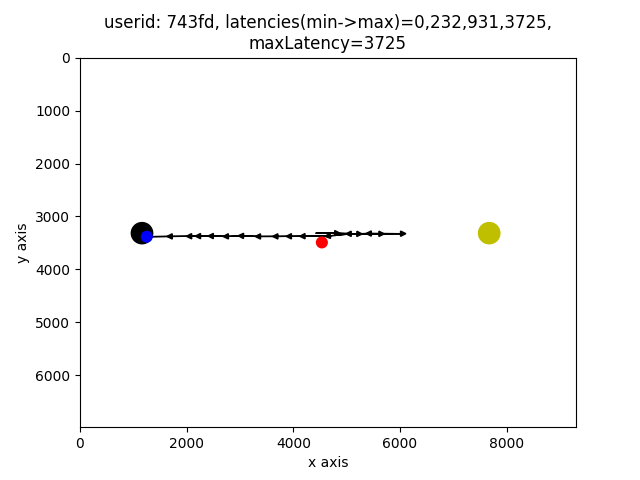 userid: 743fd, latencies(min->max)=0,232,931,3725,
maxLatency=3725
0
1000
2000
3000
4000
5000
6000
y axis
0 2000 4000 6000 8000
x axis